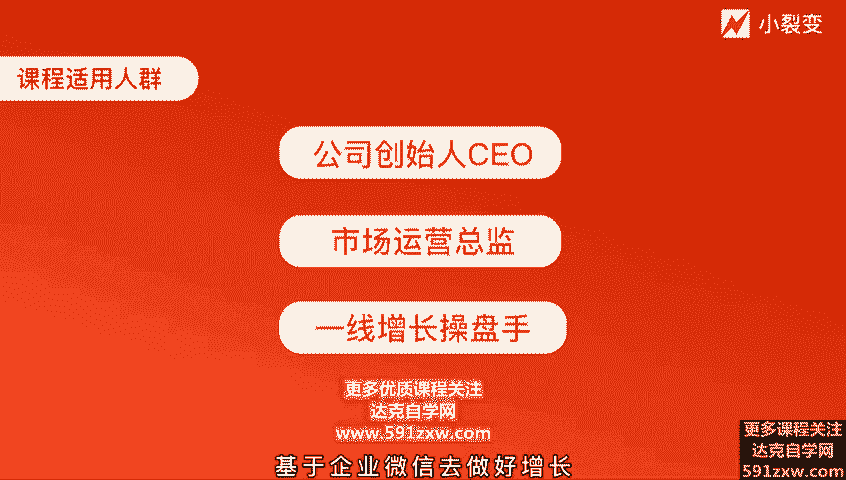 小裂变
课程适用人群
公司创始人CEO
市场运营总监
一线增长操盘手
更多优质课程关注
达克自学网
www.591zxw.com
基于企业微信去做好增长
更多课程关注
达克自学网
591zxw.com